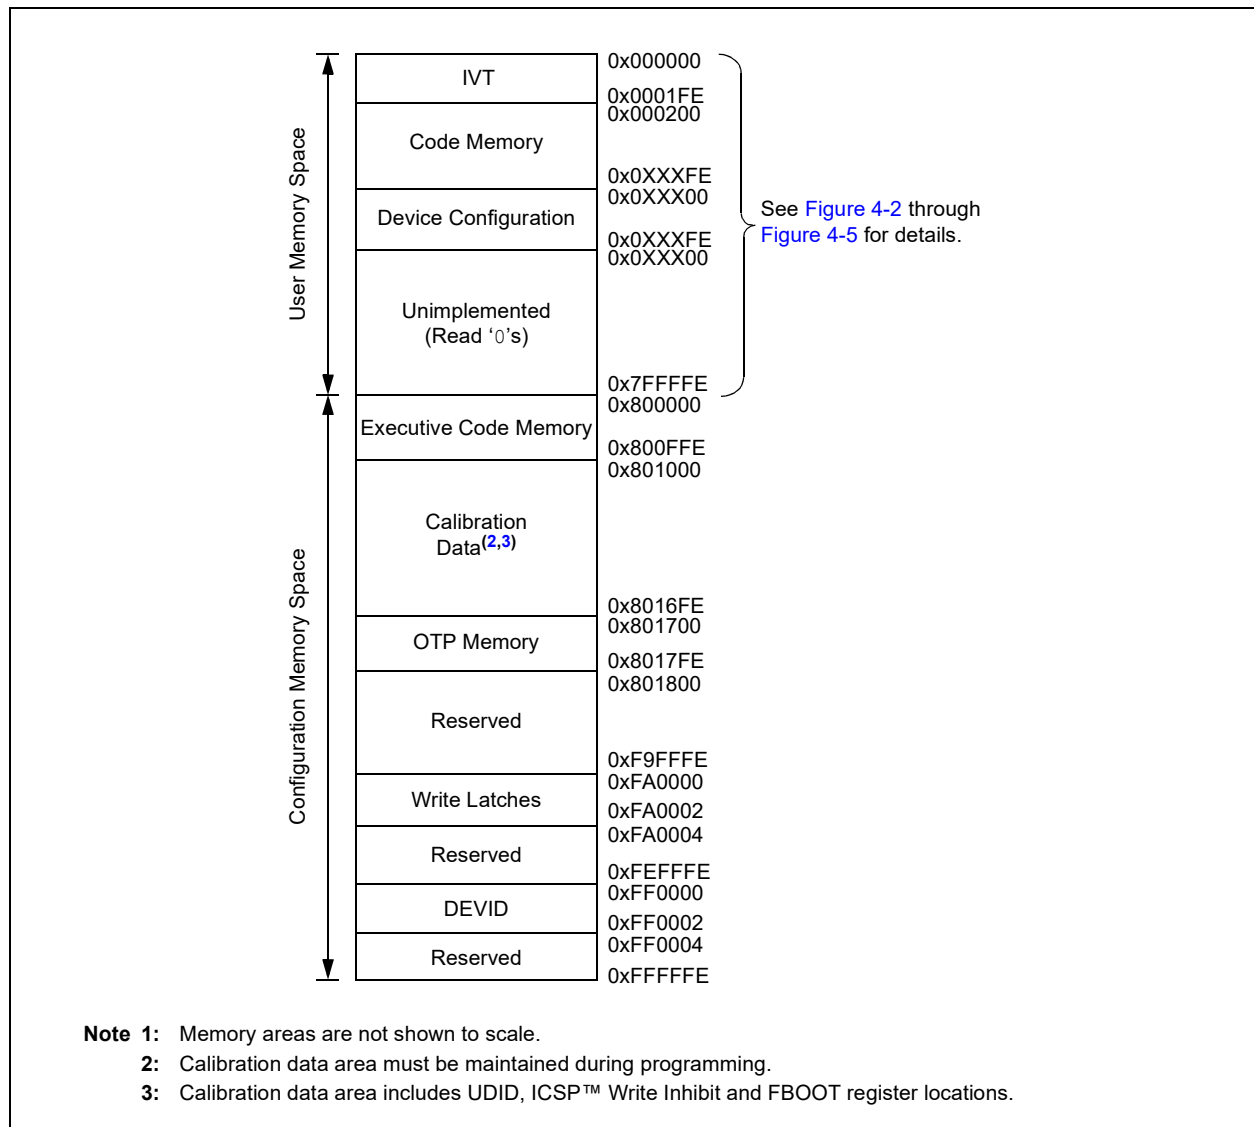 User Memory Space
Configuration Memory Space
IVT
0x000000
0x0001FE
0x000200
Code Memory
0x0XXXFE
0x0XXX00
Device Configuration
0x0XXXFE
0x0XXX00
Unimplemented
(Read ‘0’s)
0x7FFFFE
0x800000
See Figure 4-2 through
Figure 4-5 for details.
Executive Code Memory
0x800FFE
0x801000
Calibration
Data(2,3)
0x8016FE
0x801700
OTP Memory
0x8017FE
0x801800
Reserved
0xF9FFFE
0xFA0000
Write Latches
0xFA0002
0xFA0004
Reserved
0xFEFFFE
0xFF0000
DEVID
0xFF0002
0xFF0004
Reserved
0xFFFFFE
Note 1: Memory areas are not shown to scale.
2: Calibration data area must be maintained during programming.
3: Calibration data area includes UDID, ICSP™ Write Inhibit and FBOOT register locations.